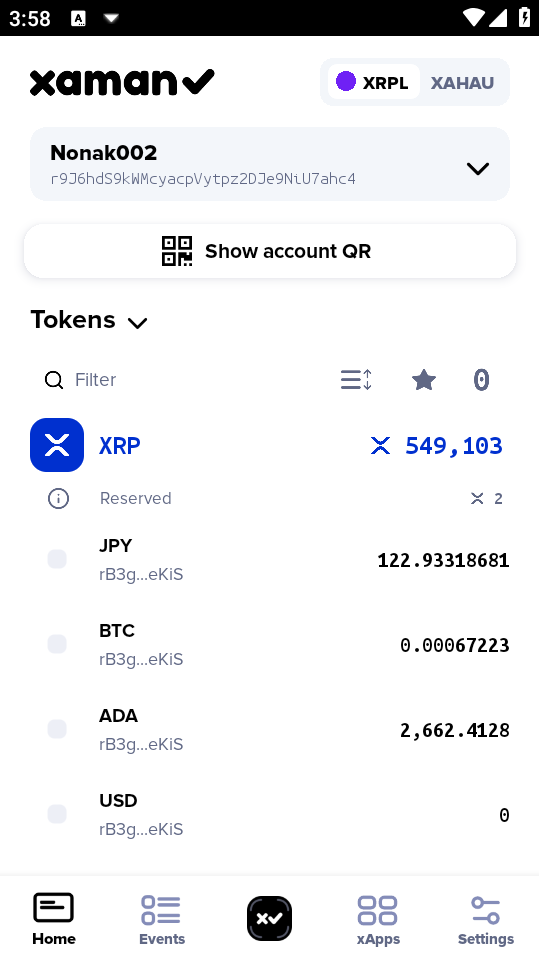 3:58
A
xaman
XRPL XAHAU
Nonak002
r9J6hdS9kWMcyacpVytpz2DJe9NiU7ahc4
Show account QR
Tokens
Filter
0
XRP 549,103
Reserved 2
JPY
rB3g...eKiS
122.93318681
BTC
rB3g...eKiS
0.00067223
ADA
rB3g...eKiS
2,662.4128
USD
rB3g...eKiS
0
Home Events xApps Settings